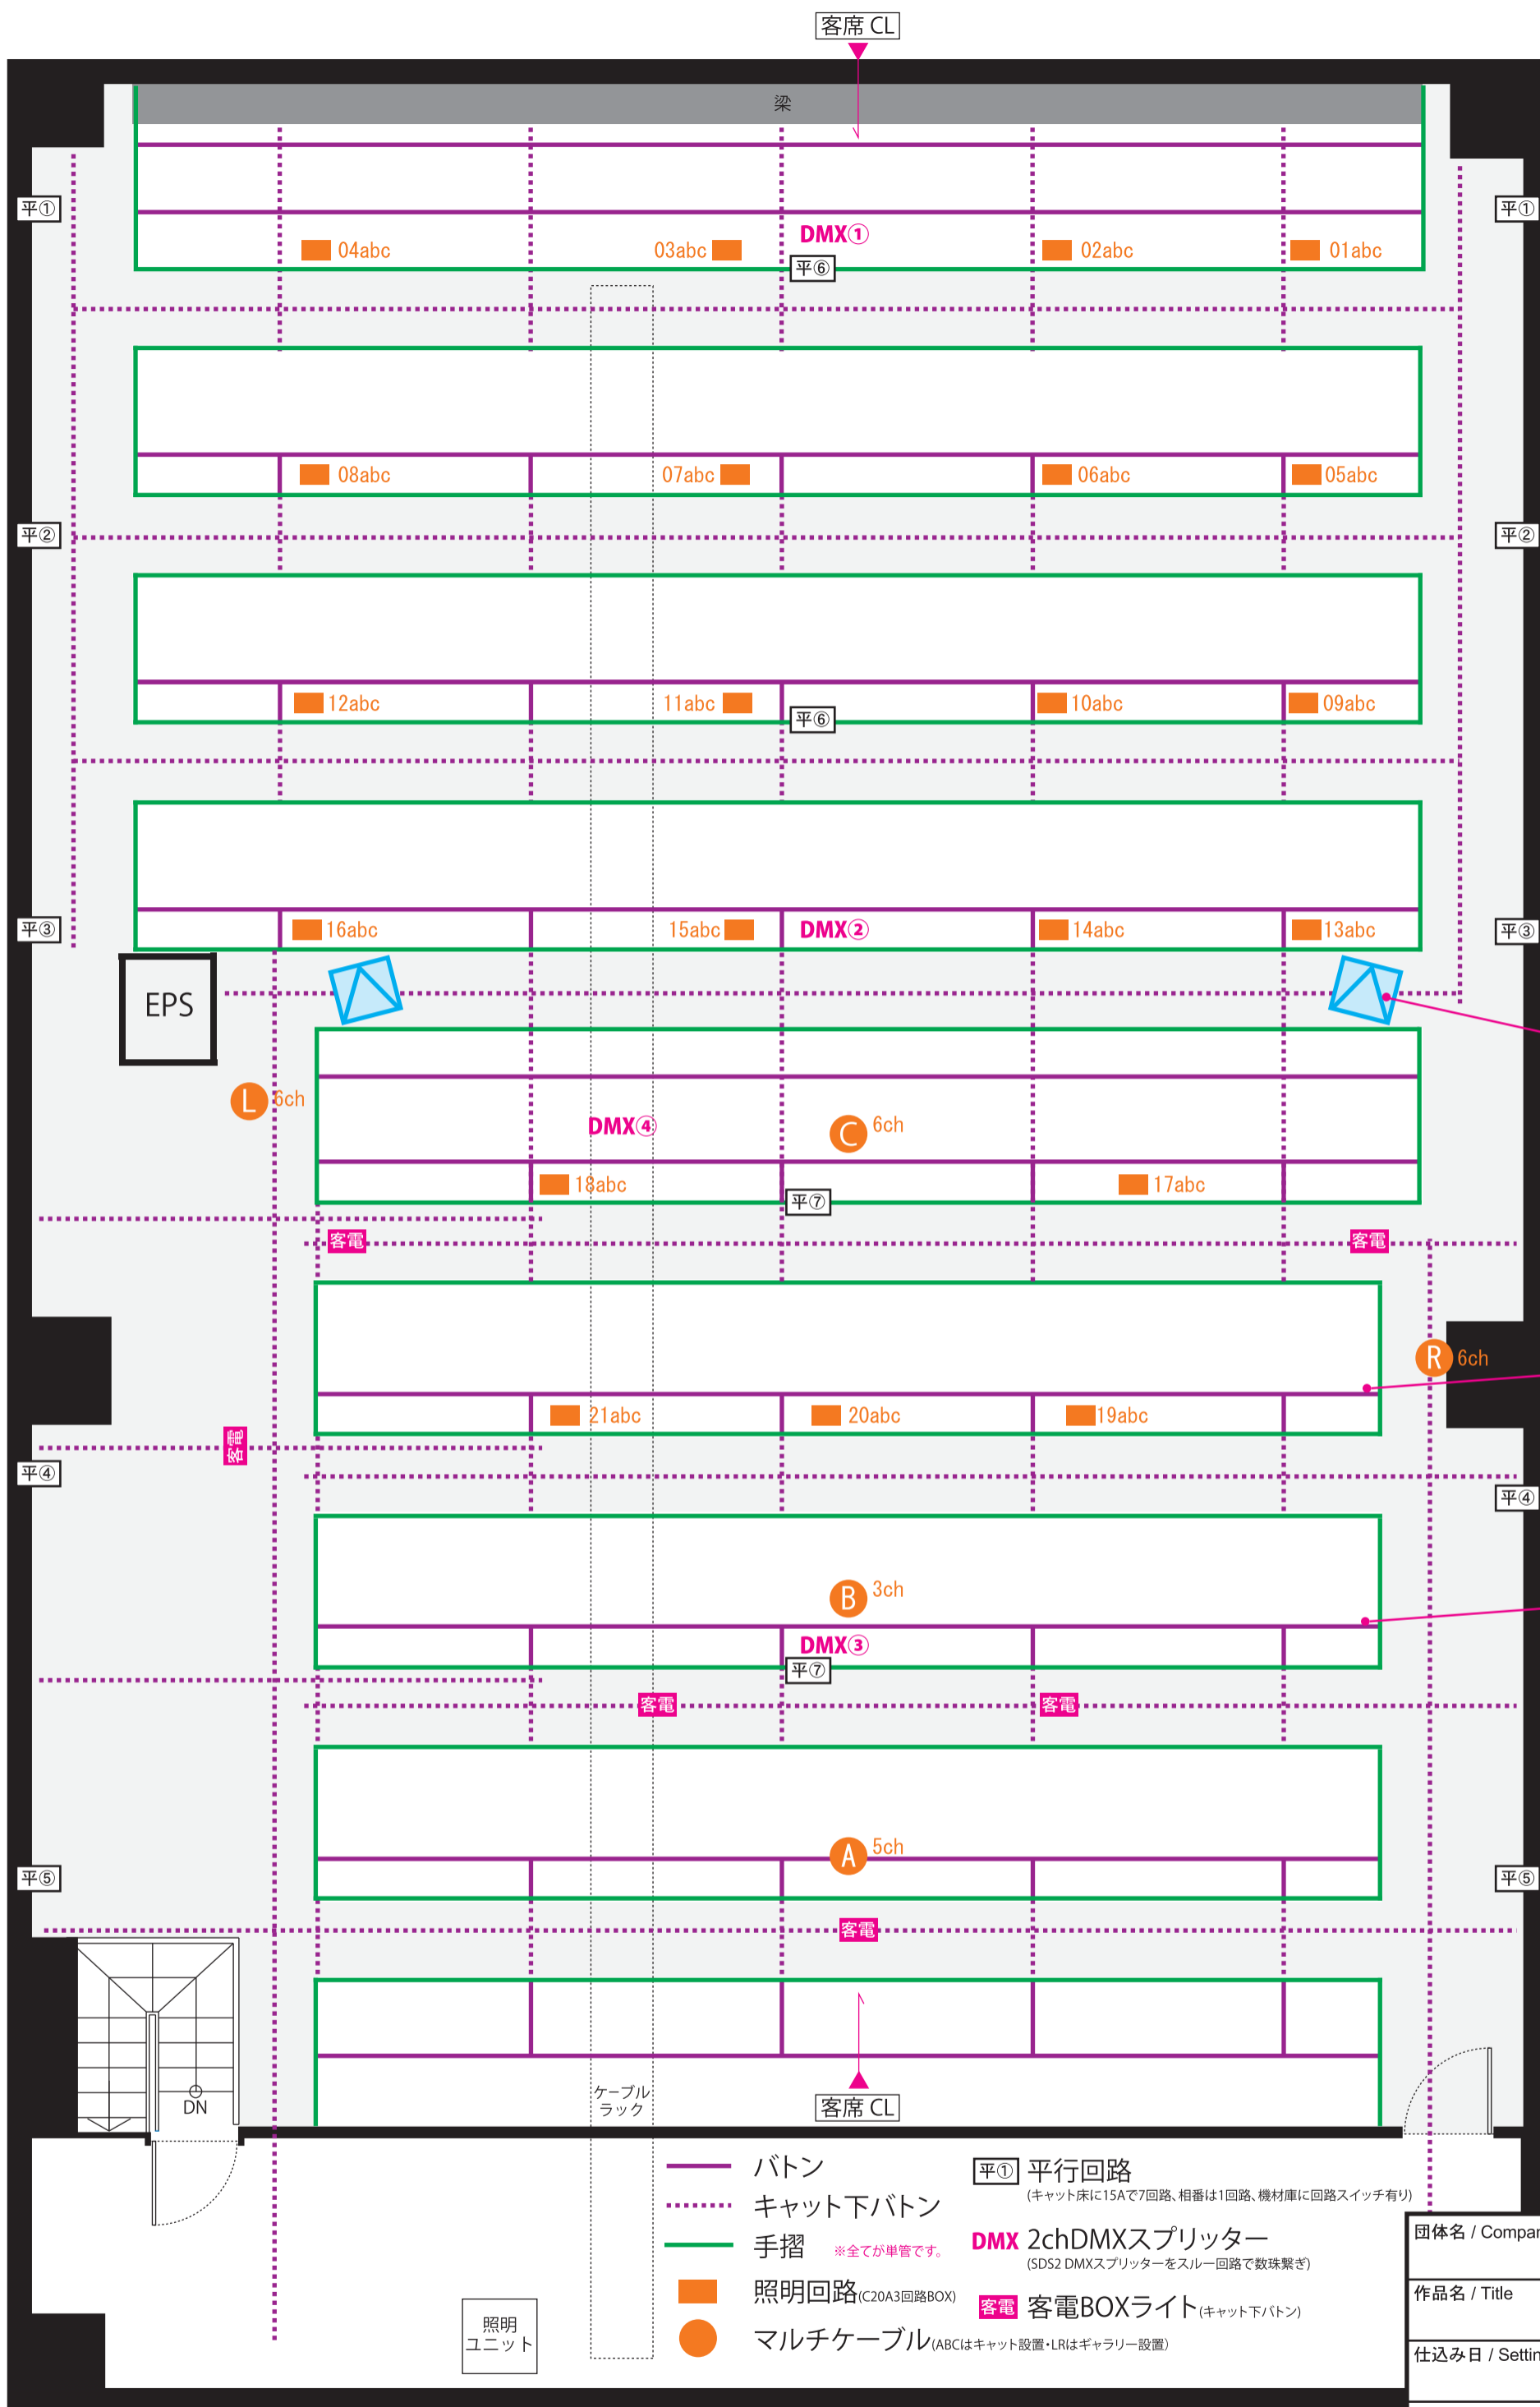 客席 CL
梁
平①
平①
DMX①
04abc
03abc
02abc
01abc
平⑥
08abc
07abc
06abc
05abc
平②
平②
12abc
11abc
10abc
09abc
平⑥
平③
16abc
15abc
DMX②
14abc
13abc
平③
EPS
L 6ch
DMX④
C 6ch
18abc
17abc
平⑦
客電
客電
R 6ch
21abc
20abc
19abc
客電
平④
平④
B 3ch
DMX③
平⑦
客電
客電
A 5ch
平⑤
平⑤
客電
DN
ケーブル
ラック
客席 CL
バトン
キャット下バトン
手摺 ※全てが単管です。
照明回路(C20A3回路BOX)
マルチケーブル(ABCはキャット設置・LRはギャラリー設置)
平① 平行回路
(キャット床に15Aで7回路、相番は1回路、機材庫に回路スイッチ有り)
DMX 2chDMXスプリッター
(SDS2 DMXスプリッターをスルー回路で数珠繋ぎ)
客電 客電BOXライト(キャット下バトン)
照明
ユニット
団体名 / Compan
作品名 / Title
仕込み日 / Settin